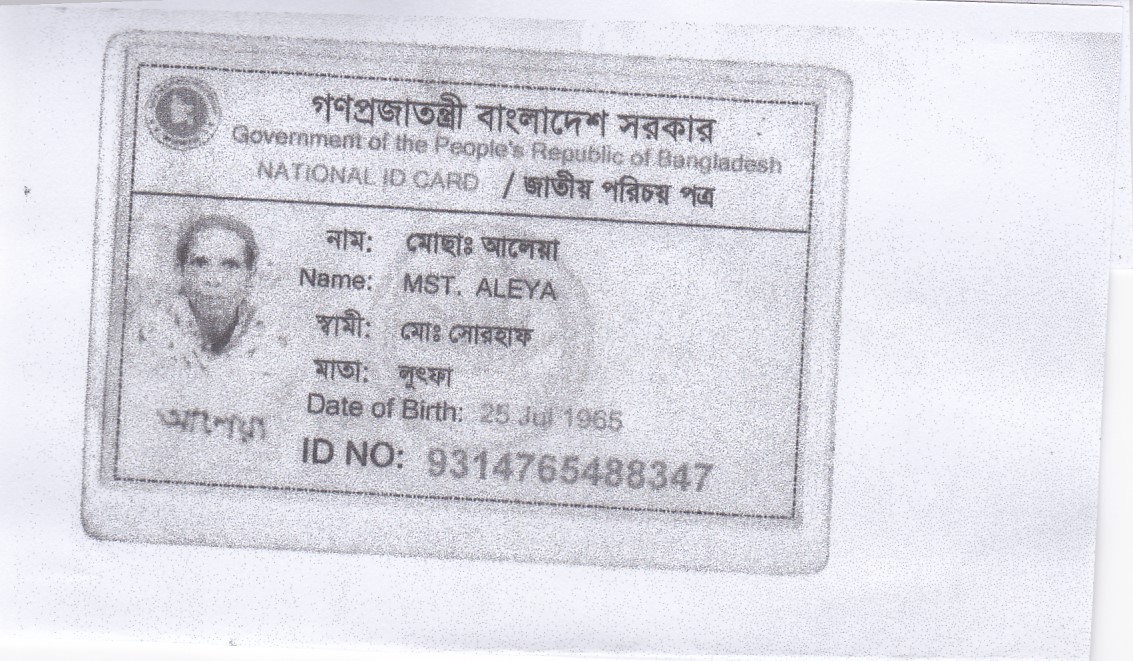 গণপ্রজাতন্ত্রী বাংলাদেশ সরকার
Government of the People's Republic of Bangladesh
NATIONAL ID CARD / জাতীয় পরিচয় পত্র
নাম: মোছাঃ আলেয়া
Name: MST. ALEYA
স্বামী: মোঃ সোরহাফ
মাতা: লুৎফা
Date of Birth: 25 Jul 1965
আলেয়া
ID NO: 9314765488347